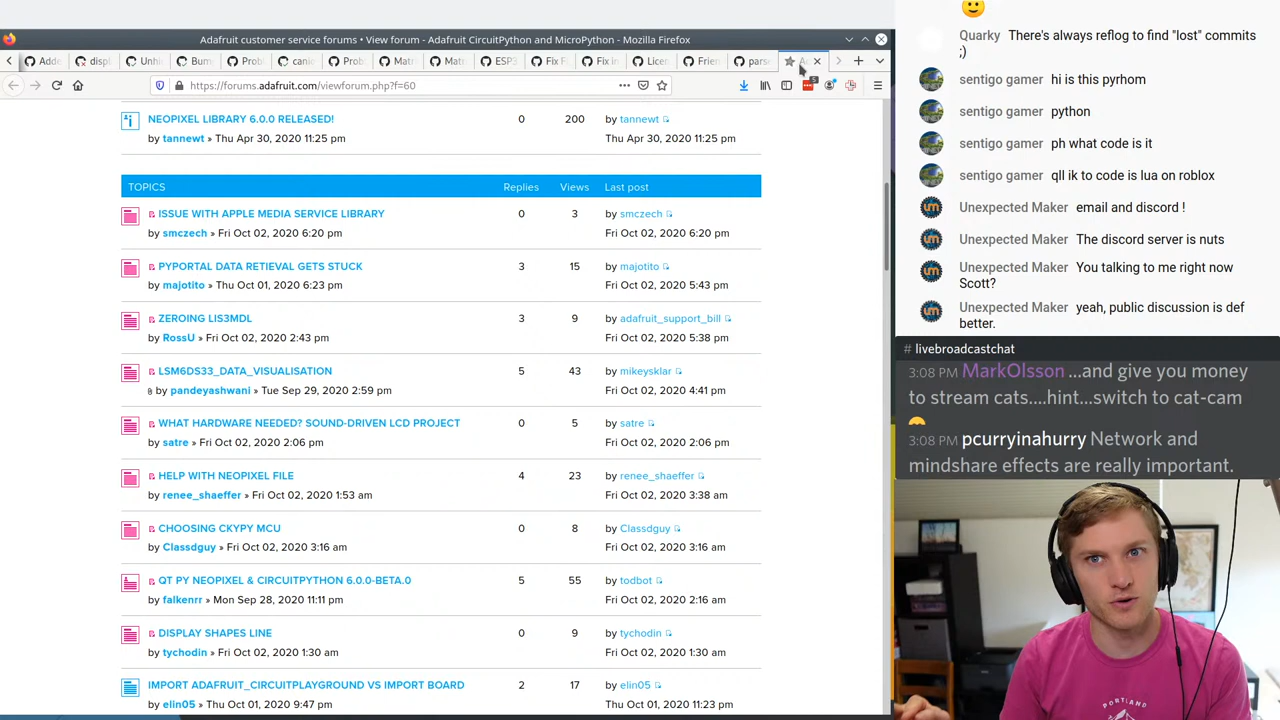 Adafruit customer service forums • View forum - Adafruit CircuitPython and MicroPython - Mozilla Firefox
Adde
displ
Unhi
Bum
Probl
canic
Prob
Matr
Matr
ESP3
Fix F
Fix in
Licen
Frien
parse
https://forums.adafruit.com/viewforum.php?f=60
NEOPIXEL LIBRARY 6.0.0 RELEASED! 0 200 by tannewt
by tannewt » Thu Apr 30, 2020 11:25 pm Thu Apr 30, 2020 11:25 pm
TOPICS Replies Views Last post
ISSUE WITH APPLE MEDIA SERVICE LIBRARY 0 3 by smczech
by smczech » Fri Oct 02, 2020 6:20 pm Fri Oct 02, 2020 6:20 pm
PYPORTAL DATA RETIEVAL GETS STUCK 3 15 by majotito
by majotito » Thu Oct 01, 2020 6:23 pm Fri Oct 02, 2020 5:43 pm
ZEROING LIS3MDL 3 9 by adafruit_support_bill
by RossU » Fri Oct 02, 2020 2:43 pm Fri Oct 02, 2020 5:38 pm
LSM6DS33_DATA_VISUALISATION 5 43 by mikeysklar
by pandeyashwani » Tue Sep 29, 2020 2:59 pm Fri Oct 02, 2020 4:41 pm
WHAT HARDWARE NEEDED? SOUND-DRIVEN LCD PROJECT 0 5 by satre
by satre » Fri Oct 02, 2020 2:06 pm Fri Oct 02, 2020 2:06 pm
HELP WITH NEOPIXEL FILE 4 23 by renee_shaeffer
by renee_shaeffer » Fri Oct 02, 2020 1:53 am Fri Oct 02, 2020 3:38 am
CHOOSING CKYPY MCU 0 8 by Classdguy
by Classdguy » Fri Oct 02, 2020 3:16 am Fri Oct 02, 2020 3:16 am
QT PY NEOPIXEL & CIRCUITPYTHON 6.0.0-BETA.0 5 55 by todbot
by falkenrr » Mon Sep 28, 2020 11:11 pm Fri Oct 02, 2020 2:16 am
DISPLAY SHAPES LINE 0 9 by tychodin
by tychodin » Fri Oct 02, 2020 1:30 am Fri Oct 02, 2020 1:30 am
IMPORT ADAFRUIT_CIRCUITPLAYGROUND VS IMPORT BOARD 2 17 by elin05
by elin05 » Thu Oct 01, 2020 9:47 pm Thu Oct 01, 2020 11:23 pm
Quarky There's always reflog to find "lost" commits
;)
sentigo gamer hi is this pyrhom
sentigo gamer python
sentigo gamer ph what code is it
sentigo gamer qll ik to code is lua on roblox
Unexpected Maker email and discord !
Unexpected Maker The discord server is nuts
Unexpected Maker You talking to me right now
Scott?
Unexpected Maker yeah, public discussion is def
better.
# livebroadcastchat
3:08 PM MarkOlsson ...and give you money
to stream cats....hint...switch to cat-cam
3:08 PM pcurryinahurry Network and
mindshare effects are really important.
PORTLAND